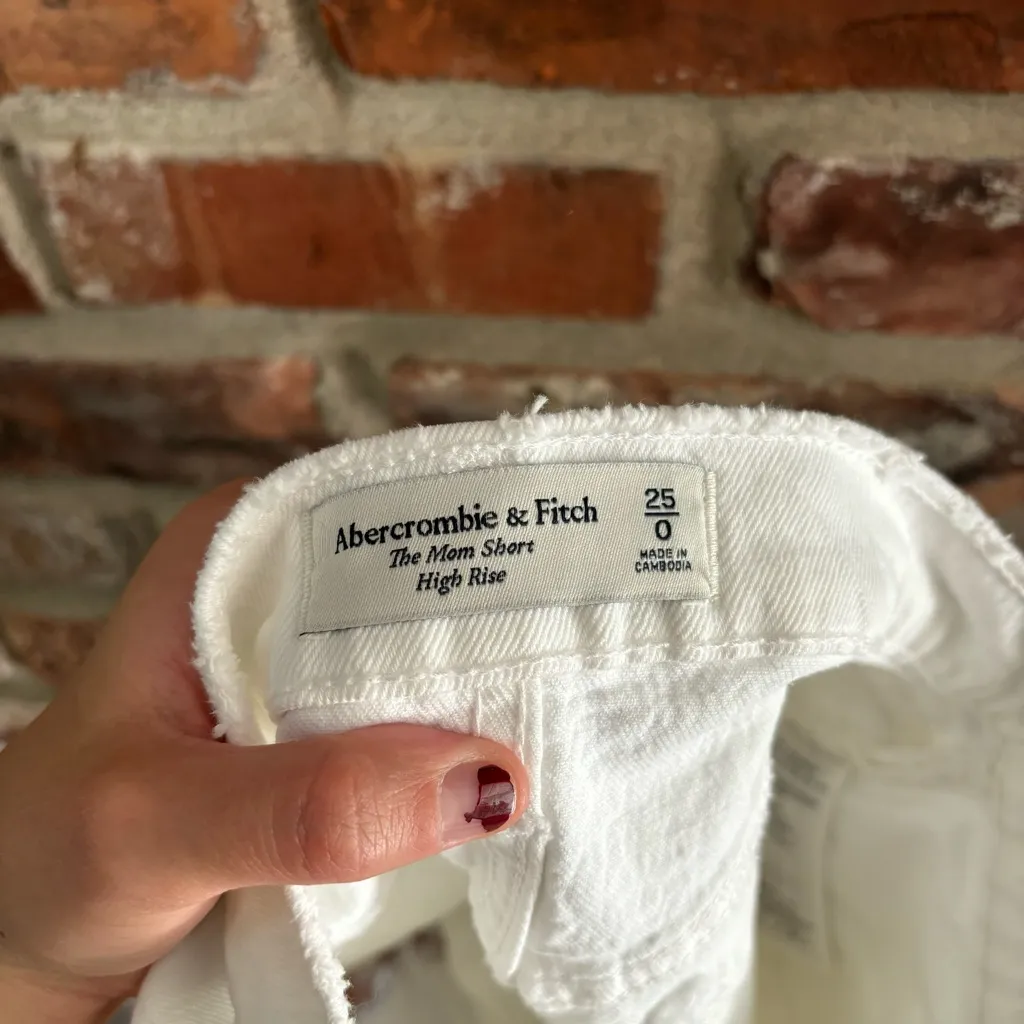 Abercrombie & Fitch
The Mom Short
High Rise
25
0
MADE IN
CAMBODIA